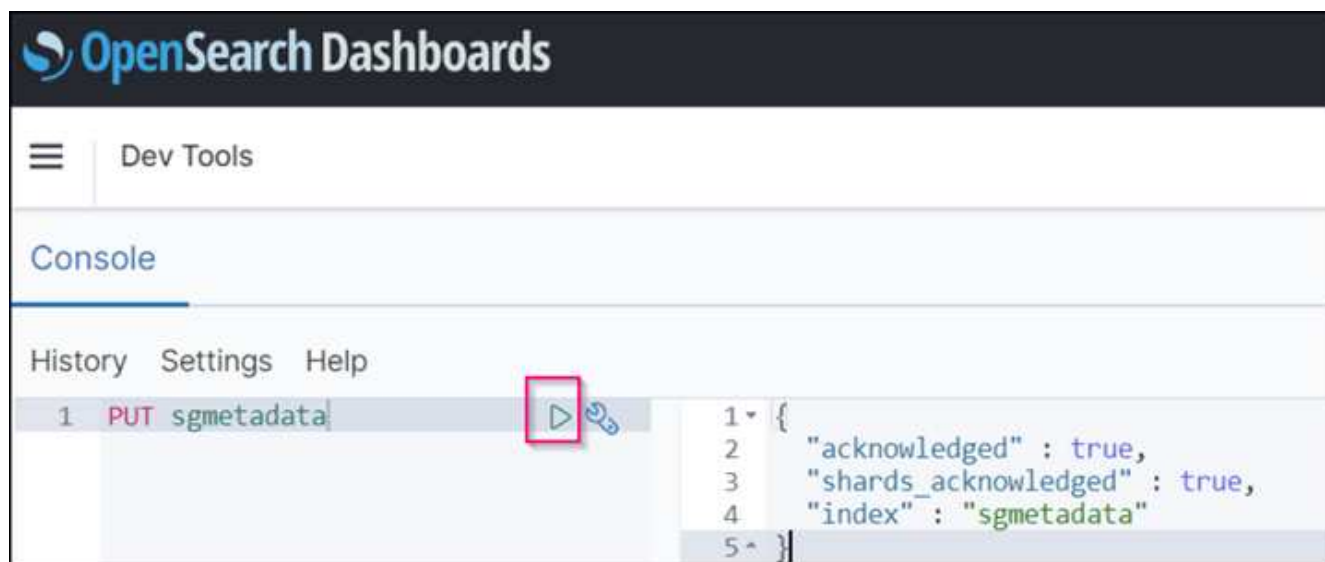 OpenSearch Dashboards
Dev Tools
Console
History Settings Help
1 PUT sgmetadata
1 {
2 "acknowledged" : true,
3 "shards_acknowledged" : true,
4 "index" : "sgmetadata"
5 }